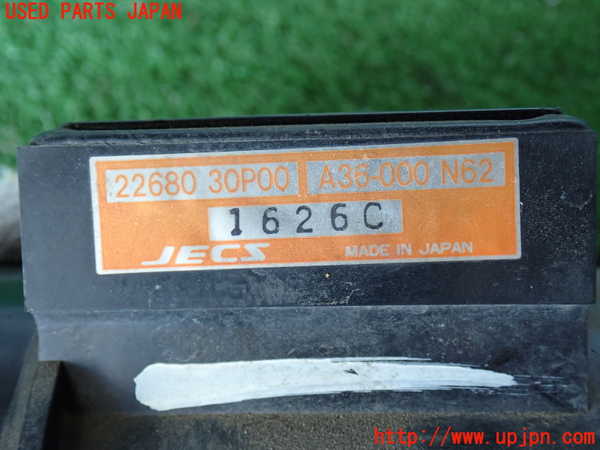 USED PARTS JAPAN
22680 30P00 A36-000 N62
1626C
JECS MADE IN JAPAN
http://www.upjpn.com/